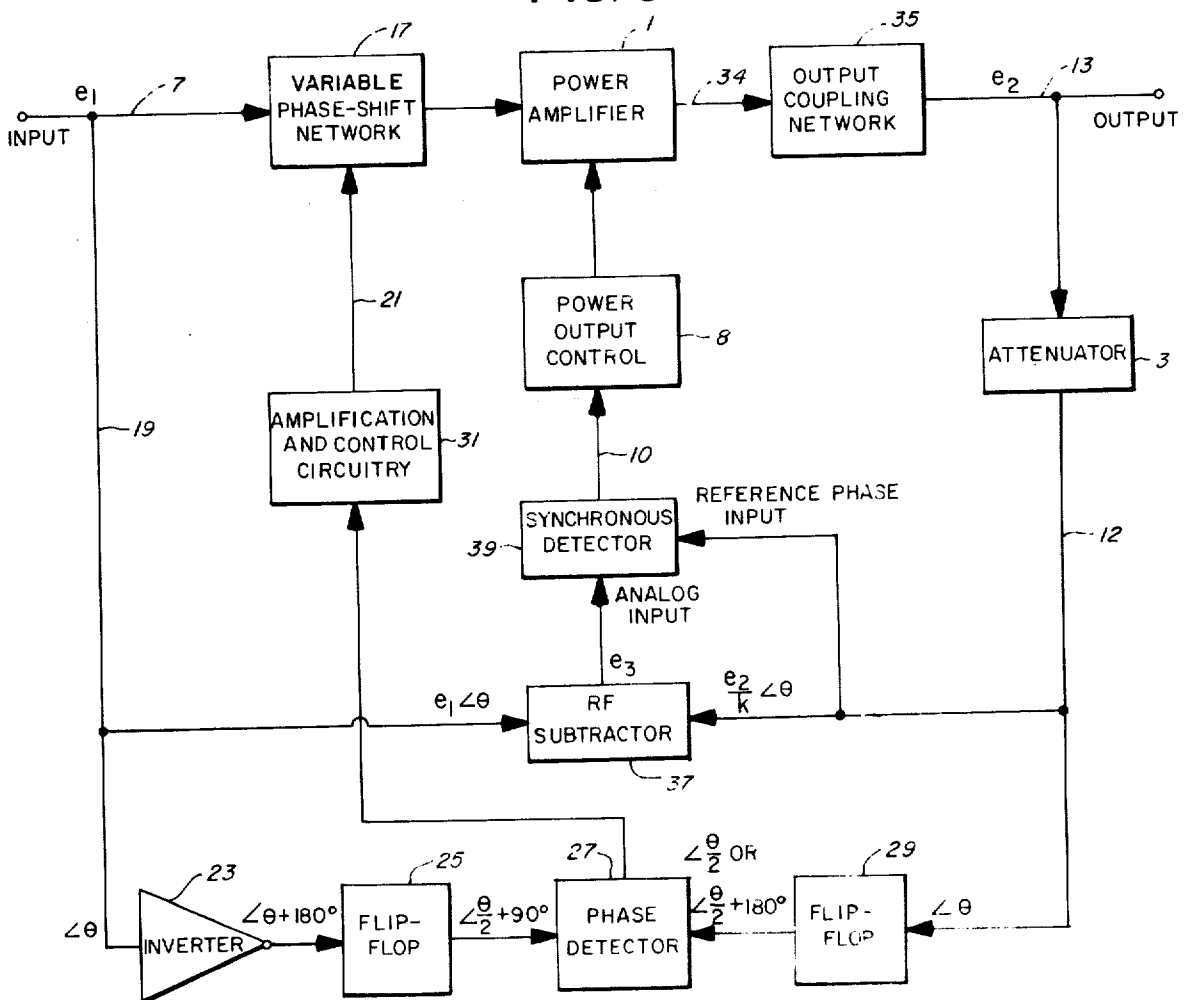 17
1
35
VARIABLE
PHASE-SHIFT
NETWORK
POWER
AMPLIFIER
34
OUTPUT
COUPLING
NETWORK
e1
7
e2
13
INPUT
OUTPUT
21
POWER
OUTPUT
CONTROL
8
ATTENUATOR
3
19
AMPLIFICATION
AND CONTROL
CIRCUITRY
31
10
REFERENCE PHASE
INPUT
12
39
SYNCHRONOUS
DETECTOR
ANALOG
INPUT
e3
e1 ∠θ
RF
SUBTRACTOR
e2/k ∠θ
37
23
25
27
∠θ/2 OR
29
∠θ
INVERTER
∠θ+180°
FLIP-
FLOP
∠θ/2+90°
PHASE
DETECTOR
∠θ/2+180°
FLIP-
FLOP
∠θ